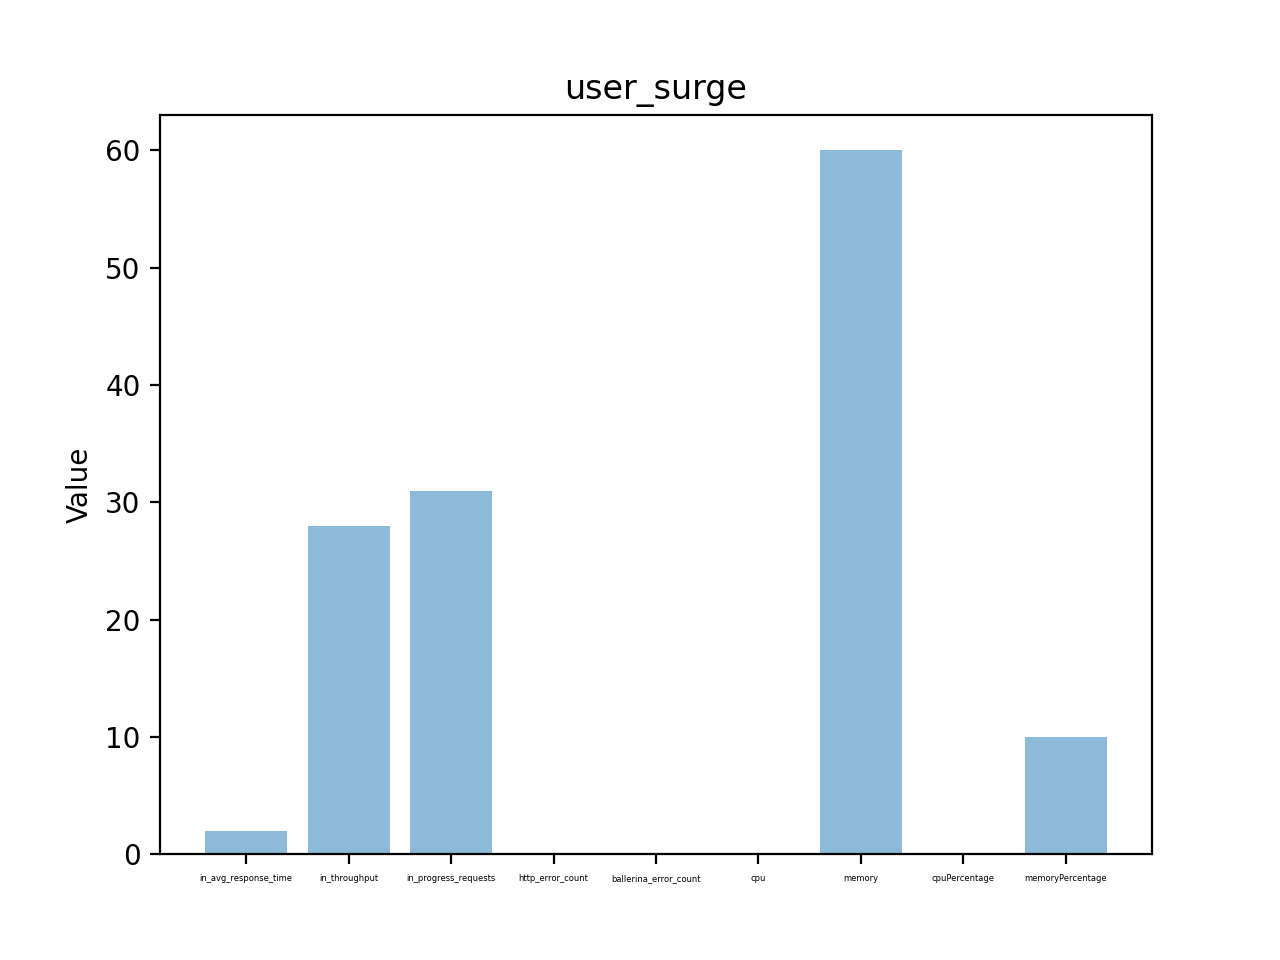 user_surge
Value
60
50
40
30
20
10
0
in_avg_response_time in_throughput in_progress_requests http_error_count ballerina_error_count cpu memory cpuPercentage memoryPercentage